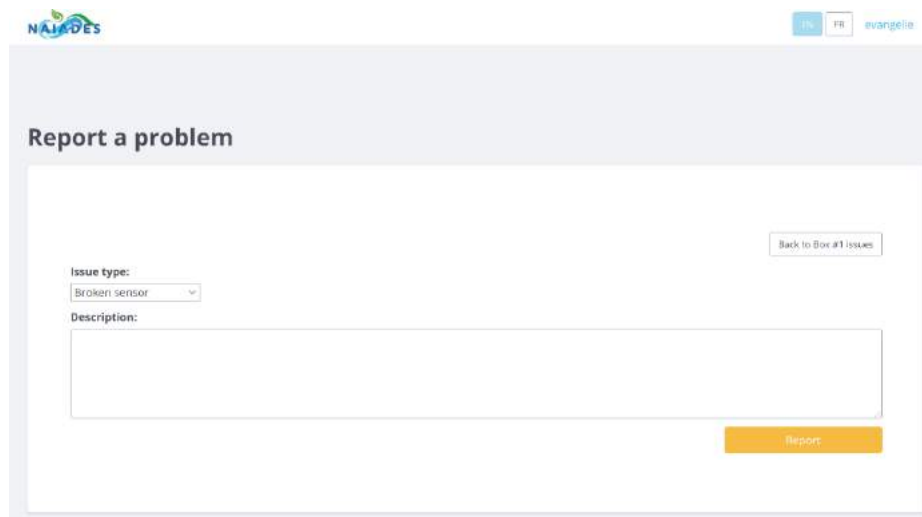 NAIADES
EN FR evangelie
Report a problem
Back to Box #1 issues
Issue type:
Broken sensor
Description:
Report